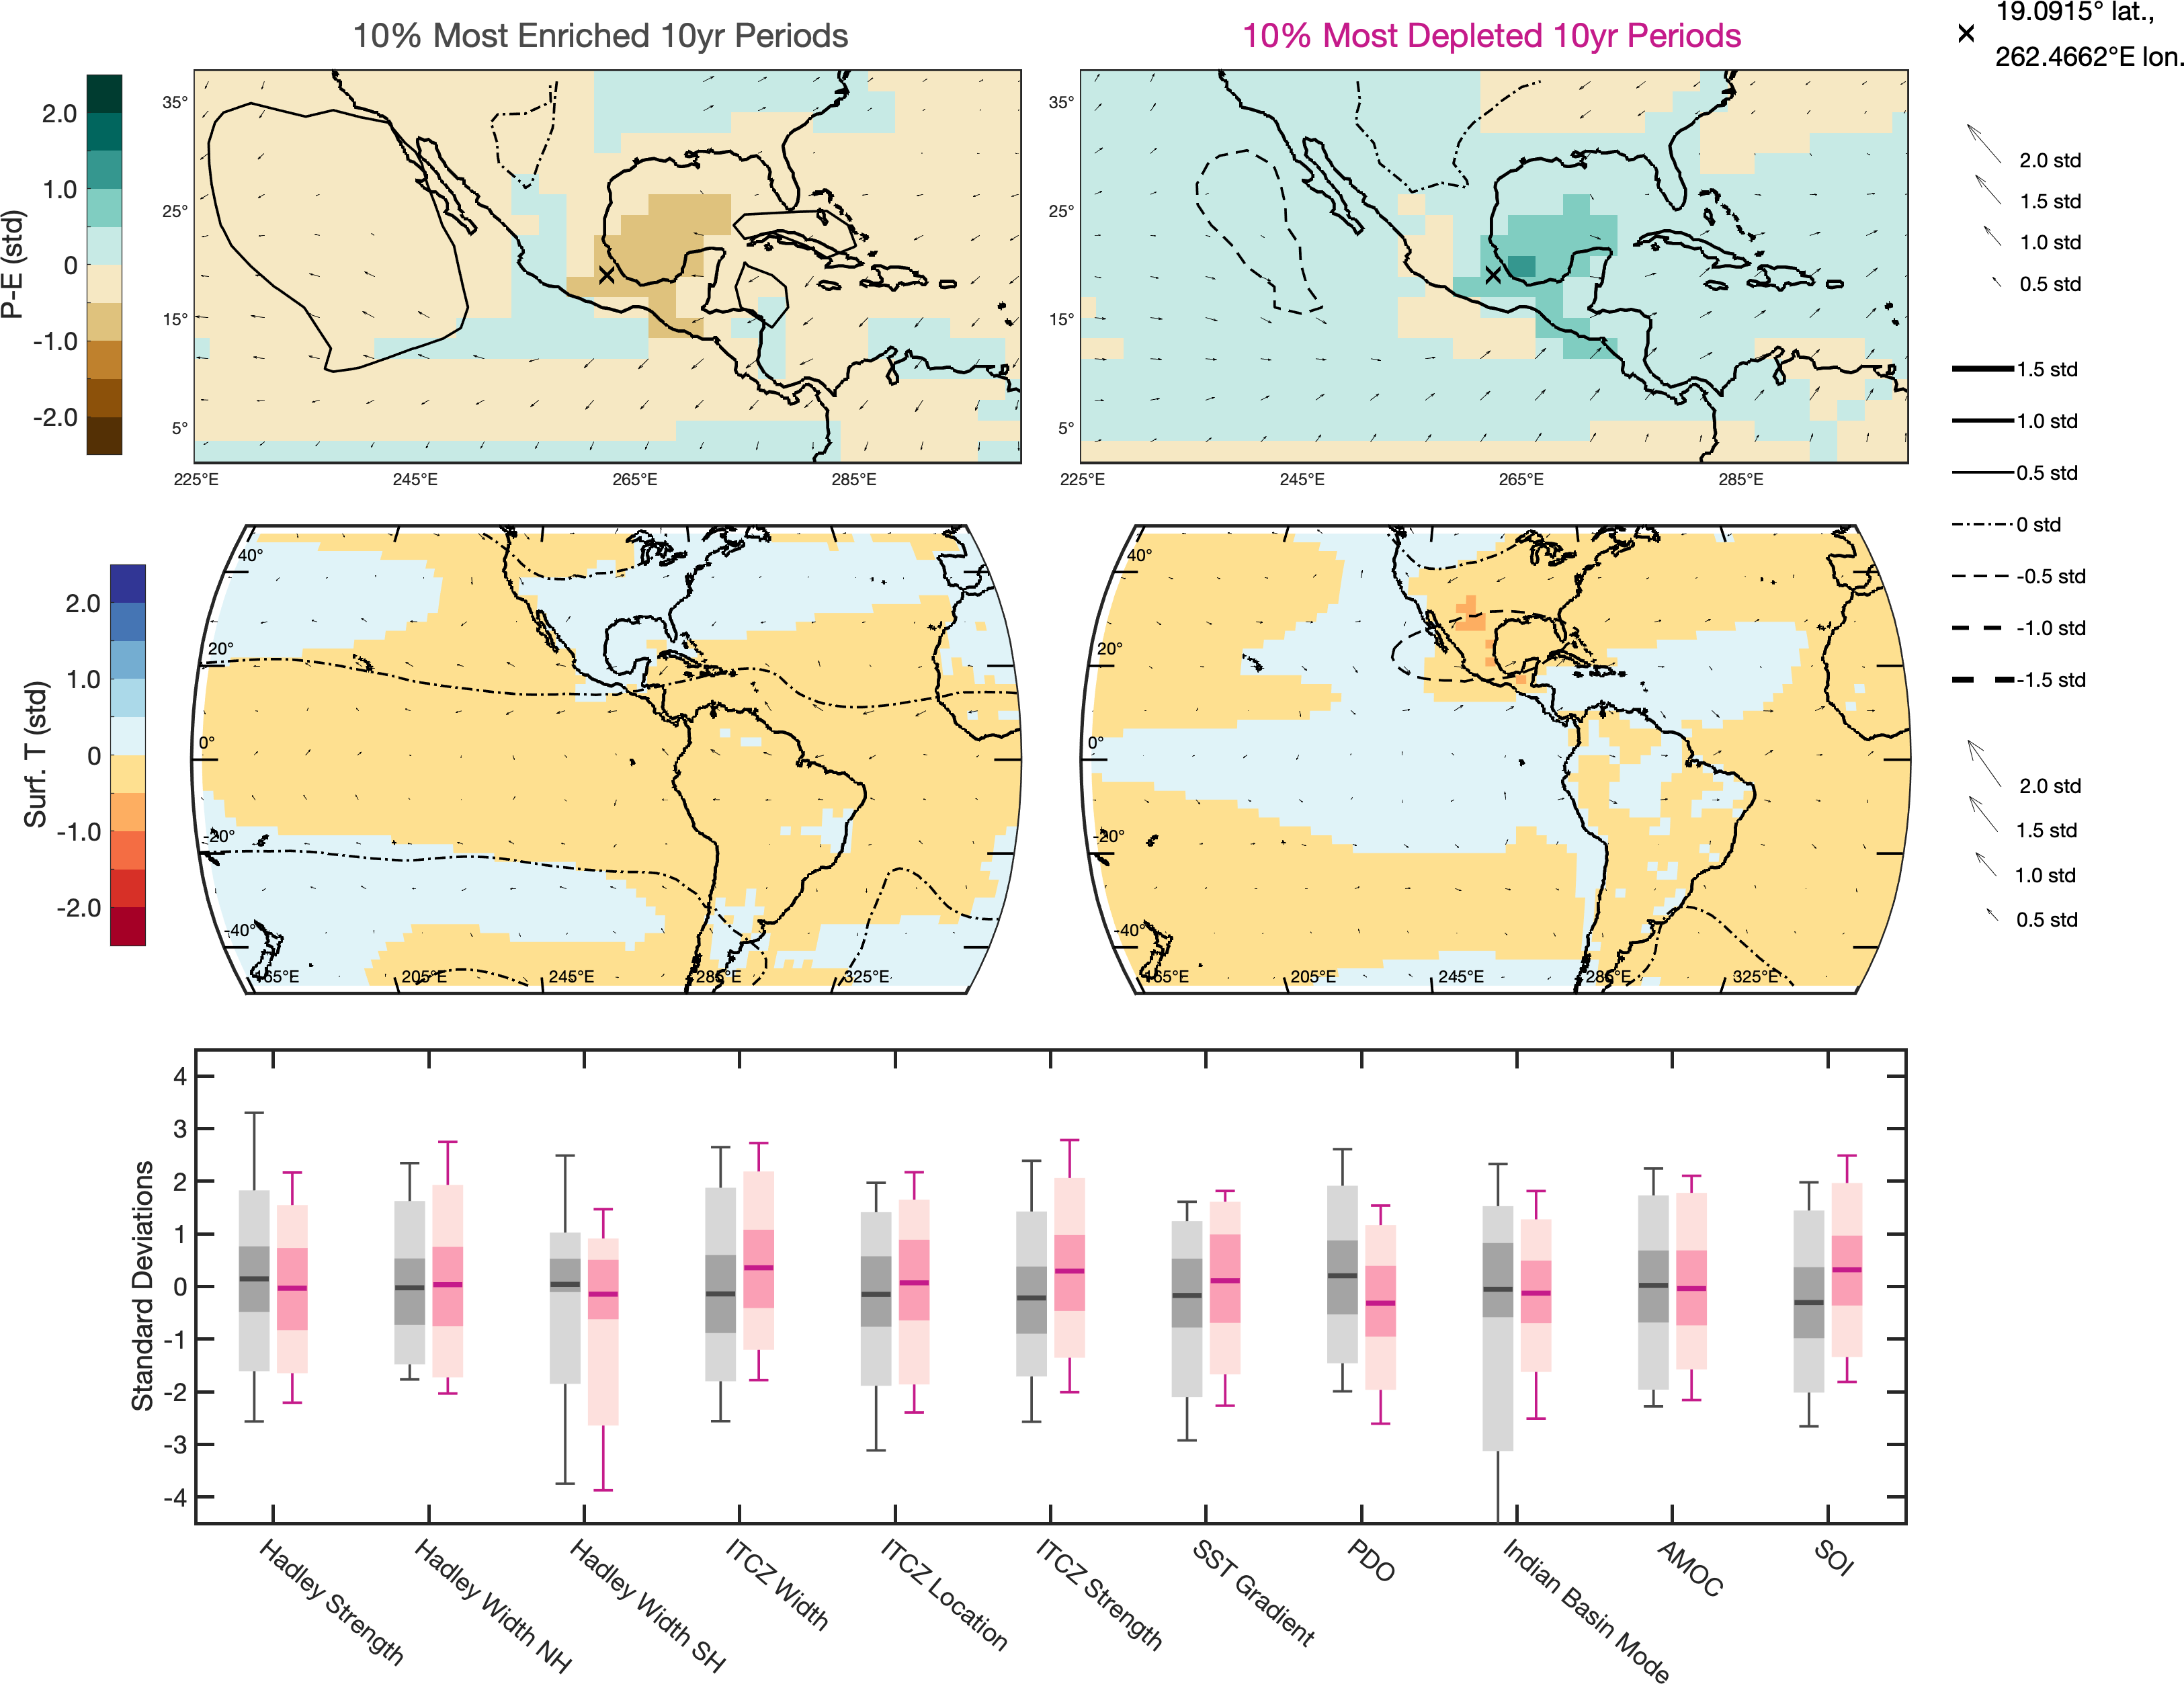 10% Most Enriched 10yr Periods
10% Most Depleted 10yr Periods
19.0915° lat.,
262.4662°E lon.
P-E (std)
2.0
1.0
0
-1.0
-2.0
35°
25°
15°
5°
225°E
245°E
265°E
285°E
35°
25°
15°
5°
225°E
245°E
265°E
285°E
2.0 std
1.5 std
1.0 std
0.5 std
1.5 std
1.0 std
0.5 std
0 std
-0.5 std
-1.0 std
-1.5 std
Surf. T (std)
2.0
1.0
0
-1.0
-2.0
40°
20°
0°
-20°
-40°
165°E
205°E
245°E
285°E
325°E
40°
20°
0°
-20°
-40°
165°E
205°E
245°E
285°E
325°E
2.0 std
1.5 std
1.0 std
0.5 std
Standard Deviations
4
3
2
1
0
-1
-2
-3
-4
Hadley Strength
Hadley Width NH
Hadley Width SH
ITCZ Width
ITCZ Location
ITCZ Strength
SST Gradient
PDO
Indian Basin Mode
AMOC
SOI